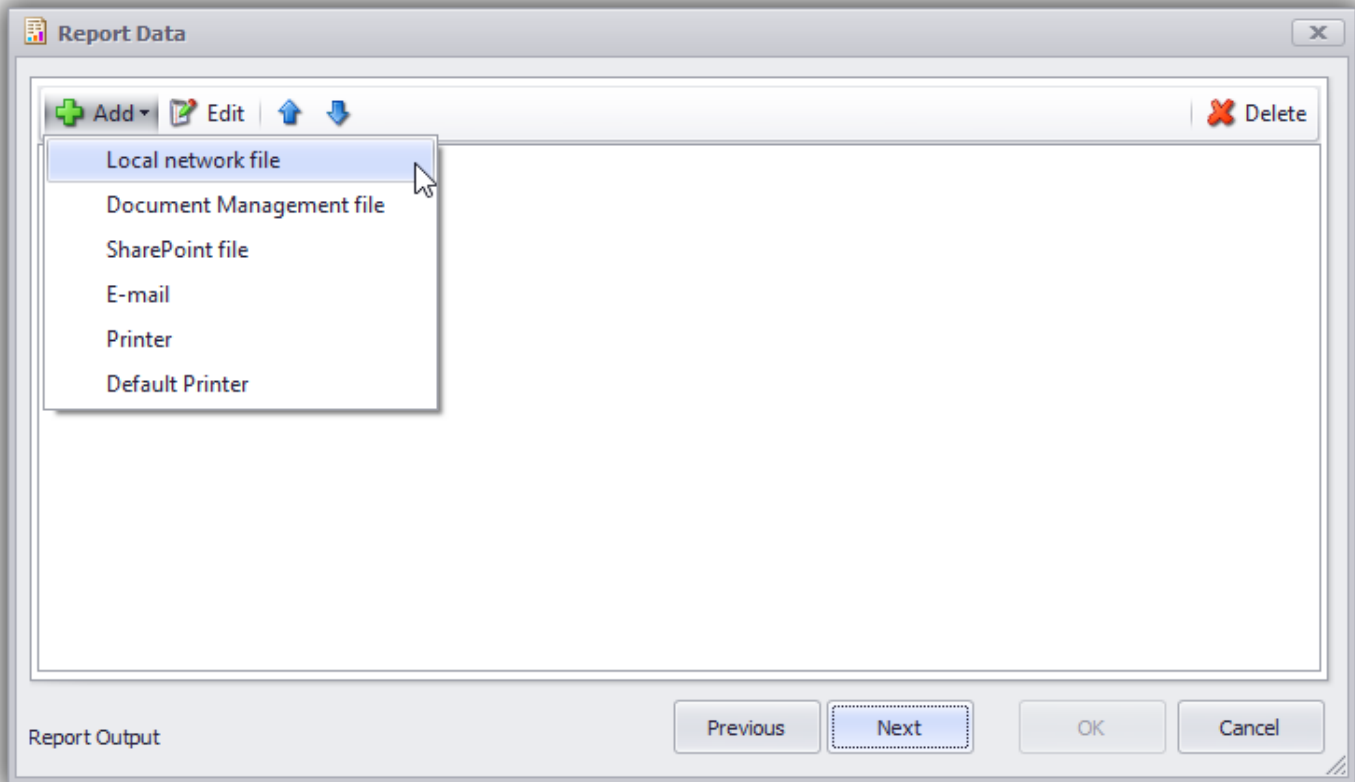 Report Data
Add Edit Delete
Local network file
Document Management file
SharePoint file
E-mail
Printer
Default Printer
Report Output Previous Next OK Cancel